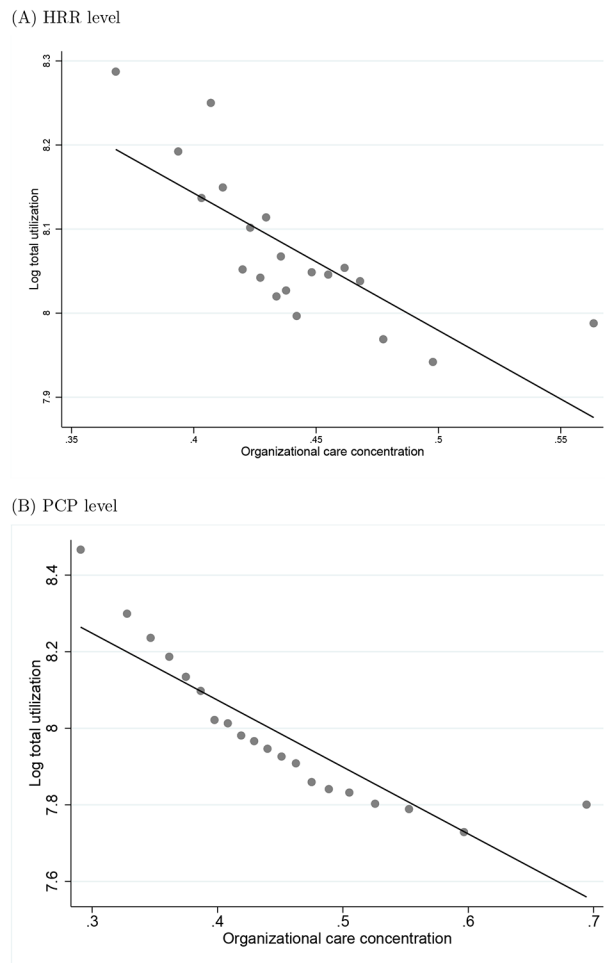 (A) HRR level
8.3
8.2
8.1
8
7.9
Log total utilization
.35 .4 .45 .5 .55
Organizational care concentration
(B) PCP level
8.4
8.2
8
7.8
7.6
Log total utilization
.3 .4 .5 .6 .7
Organizational care concentration